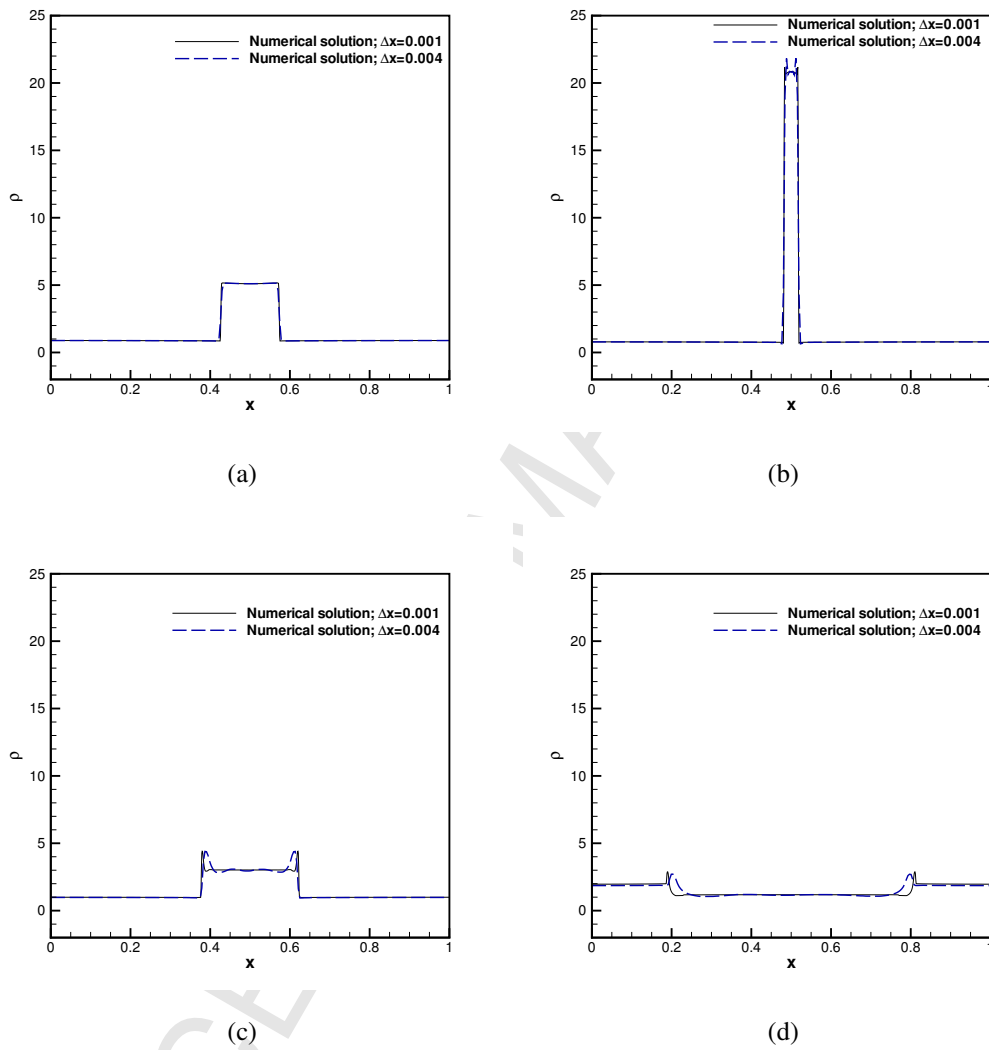 25
20
15
10
5
0
ρ
0 0.2 0.4 0.6 0.8 1
x
Numerical solution; Δx=0.001
Numerical solution; Δx=0.004
(a)
25
20
15
10
5
0
ρ
0 0.2 0.4 0.6 0.8 1
x
Numerical solution; Δx=0.001
Numerical solution; Δx=0.004
(b)
25
20
15
10
5
0
ρ
0 0.2 0.4 0.6 0.8 1
x
Numerical solution; Δx=0.001
Numerical solution; Δx=0.004
(c)
25
20
15
10
5
0
ρ
0 0.2 0.4 0.6 0.8 1
x
Numerical solution; Δx=0.001
Numerical solution; Δx=0.004
(d)